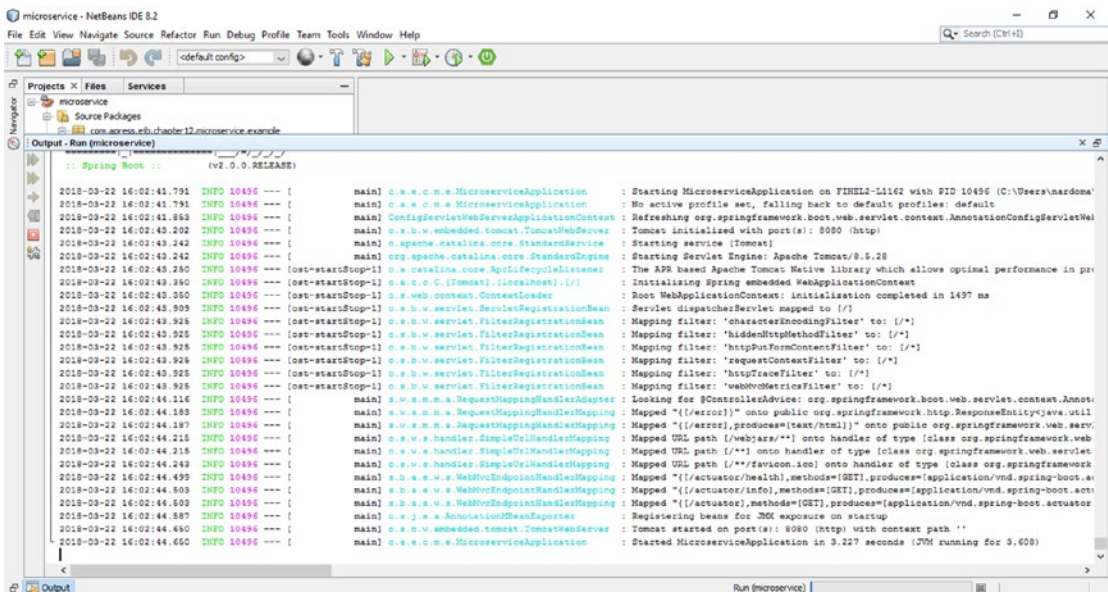 microservice - NetBeans IDE 8.2
File Edit View Navigate Source Refactor Run Debug Profile Team Tools Window Help
Search (Ctrl+I)
<default config>
Projects Files Services
Navigator
microservice
Source Packages
com.apress.eib.chapter12.microservice.example
Output - Run (microservice)
:: Spring Boot :: (v2.0.0.RELEASE)
2018-03-22 16:02:41.791 INFO 10496 --- [ main] c.a.e.c.m.e.MicroserviceApplication : Starting MicroserviceApplication on FIHEL2-L1162 with PID 10496 (C:\Users\nardoma\
2018-03-22 16:02:41.791 INFO 10496 --- [ main] c.a.e.c.m.e.MicroserviceApplication : No active profile set, falling back to default profiles: default
2018-03-22 16:02:41.853 INFO 10496 --- [ main] ConfigServletWebServerApplicationContext : Refreshing org.springframework.boot.web.servlet.context.AnnotationConfigServletWeb
2018-03-22 16:02:43.202 INFO 10496 --- [ main] o.s.b.w.embedded.tomcat.TomcatWebServer : Tomcat initialized with port(s): 8080 (http)
2018-03-22 16:02:43.242 INFO 10496 --- [ main] o.apache.catalina.core.StandardService : Starting service [Tomcat]
2018-03-22 16:02:43.242 INFO 10496 --- [ main] org.apache.catalina.core.StandardEngine : Starting Servlet Engine: Apache Tomcat/8.5.28
2018-03-22 16:02:43.250 INFO 10496 --- [ost-startStop-1] o.a.catalina.core.AprLifecycleListener : The APR based Apache Tomcat Native library which allows optimal performance in pro
2018-03-22 16:02:43.350 INFO 10496 --- [ost-startStop-1] o.a.c.c.C.[Tomcat].[localhost].[/] : Initializing Spring embedded WebApplicationContext
2018-03-22 16:02:43.350 INFO 10496 --- [ost-startStop-1] o.s.web.context.ContextLoader : Root WebApplicationContext: initialization completed in 1497 ms
2018-03-22 16:02:43.909 INFO 10496 --- [ost-startStop-1] o.s.b.w.servlet.ServletRegistrationBean : Servlet dispatcherServlet mapped to [/]
2018-03-22 16:02:43.925 INFO 10496 --- [ost-startStop-1] o.s.b.w.servlet.FilterRegistrationBean : Mapping filter: 'characterEncodingFilter' to: [/*]
2018-03-22 16:02:43.925 INFO 10496 --- [ost-startStop-1] o.s.b.w.servlet.FilterRegistrationBean : Mapping filter: 'hiddenHttpMethodFilter' to: [/*]
2018-03-22 16:02:43.925 INFO 10496 --- [ost-startStop-1] o.s.b.w.servlet.FilterRegistrationBean : Mapping filter: 'httpPutFormContentFilter' to: [/*]
2018-03-22 16:02:43.925 INFO 10496 --- [ost-startStop-1] o.s.b.w.servlet.FilterRegistrationBean : Mapping filter: 'requestContextFilter' to: [/*]
2018-03-22 16:02:43.925 INFO 10496 --- [ost-startStop-1] o.s.b.w.servlet.FilterRegistrationBean : Mapping filter: 'httpTraceFilter' to: [/*]
2018-03-22 16:02:43.925 INFO 10496 --- [ost-startStop-1] o.s.b.w.servlet.FilterRegistrationBean : Mapping filter: 'webMvcMetricsFilter' to: [/*]
2018-03-22 16:02:44.116 INFO 10496 --- [ main] s.w.s.m.m.a.RequestMappingHandlerAdapter : Looking for @ControllerAdvice: org.springframework.boot.web.servlet.context.Annota
2018-03-22 16:02:44.183 INFO 10496 --- [ main] s.w.s.m.m.a.RequestMappingHandlerMapping : Mapped "{[/error]}" onto public org.springframework.http.ResponseEntity<java.util.
2018-03-22 16:02:44.187 INFO 10496 --- [ main] s.w.s.m.m.a.RequestMappingHandlerMapping : Mapped "{[/error],produces=[text/html]}" onto public org.springframework.web.serv
2018-03-22 16:02:44.215 INFO 10496 --- [ main] o.s.w.s.handler.SimpleUrlHandlerMapping : Mapped URL path [/webjars/**] onto handler of type [class org.springframework.web
2018-03-22 16:02:44.215 INFO 10496 --- [ main] o.s.w.s.handler.SimpleUrlHandlerMapping : Mapped URL path [/**] onto handler of type [class org.springframework.web.servlet
2018-03-22 16:02:44.243 INFO 10496 --- [ main] o.s.w.s.handler.SimpleUrlHandlerMapping : Mapped URL path [/**/favicon.ico] onto handler of type [class org.springframework
2018-03-22 16:02:44.499 INFO 10496 --- [ main] s.b.a.e.w.s.WebMvcEndpointHandlerMapping : Mapped "{[/actuator/health],methods=[GET],produces=[application/vnd.spring-boot.ac
2018-03-22 16:02:44.503 INFO 10496 --- [ main] s.b.a.e.w.s.WebMvcEndpointHandlerMapping : Mapped "{[/actuator/info],methods=[GET],produces=[application/vnd.spring-boot.actu
2018-03-22 16:02:44.503 INFO 10496 --- [ main] s.b.a.e.w.s.WebMvcEndpointHandlerMapping : Mapped "{[/actuator],methods=[GET],produces=[application/vnd.spring-boot.actuator
2018-03-22 16:02:44.587 INFO 10496 --- [ main] o.s.j.e.a.AnnotationMBeanExporter : Registering beans for JMX exposure on startup
2018-03-22 16:02:44.650 INFO 10496 --- [ main] o.s.b.w.embedded.tomcat.TomcatWebServer : Tomcat started on port(s): 8080 (http) with context path ''
2018-03-22 16:02:44.650 INFO 10496 --- [ main] c.a.e.c.m.e.MicroserviceApplication : Started MicroserviceApplication in 3.227 seconds (JVM running for 3.608)
Output
Run (microservice)